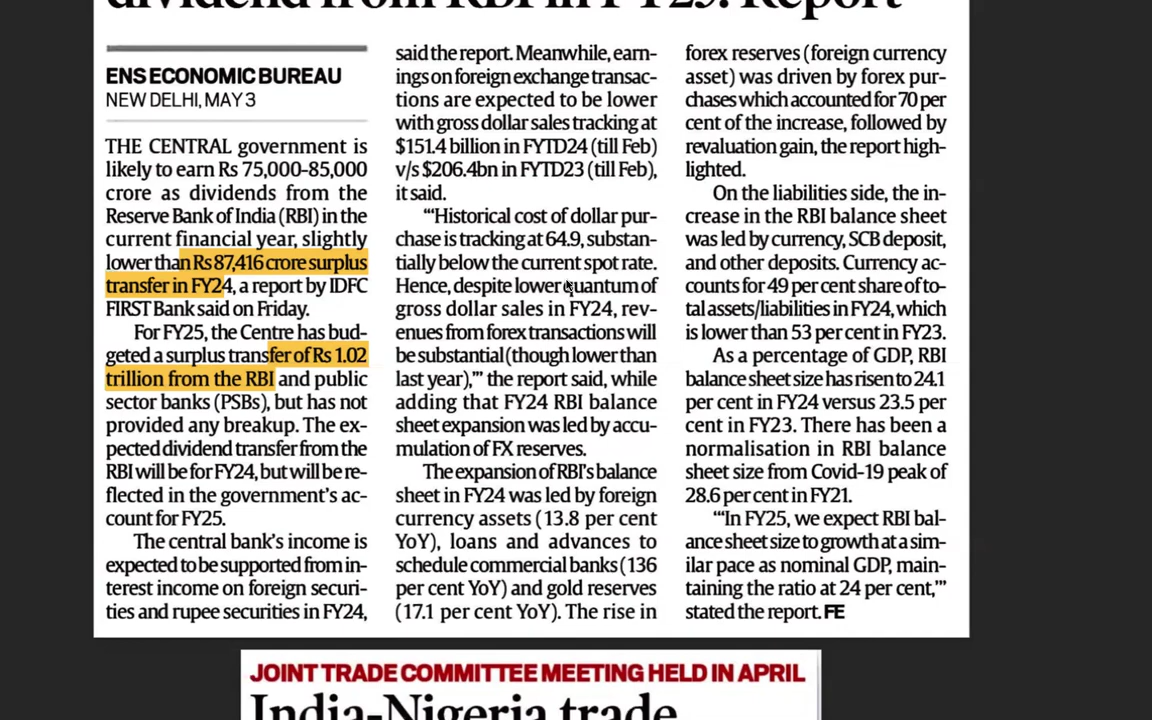 dividend from RBI in FY25: Report
ENS ECONOMIC BUREAU
NEW DELHI, MAY 3
THE CENTRAL government is
likely to earn Rs 75,000-85,000
crore as dividends from the
Reserve Bank of India (RBI) in the
current financial year, slightly
lower than Rs 87,416 crore surplus
transfer in FY24, a report by IDFC
FIRST Bank said on Friday.
For FY25, the Centre has bud-
geted a surplus transfer of Rs 1.02
trillion from the RBI and public
sector banks (PSBs), but has not
provided any breakup. The ex-
pected dividend transfer from the
RBI will be for FY24, but will be re-
flected in the government's ac-
count for FY25.
The central bank's income is
expected to be supported from in-
terest income on foreign securi-
ties and rupee securities in FY24,
said the report. Meanwhile, earn-
ings on foreign exchange transac-
tions are expected to be lower
with gross dollar sales tracking at
$151.4 billion in FYTD24 (till Feb)
v/s $206.4bn in FYTD23 (till Feb),
it said.
"'Historical cost of dollar pur-
chase is tracking at 64.9, substan-
tially below the current spot rate.
Hence, despite lower quantum of
gross dollar sales in FY24, rev-
enues from forex transactions will
be substantial (though lower than
last year),'" the report said, while
adding that FY24 RBI balance
sheet expansion was led by accu-
mulation of FX reserves.
The expansion of RBI's balance
sheet in FY24 was led by foreign
currency assets (13.8 per cent
YoY), loans and advances to
schedule commercial banks (136
per cent YoY) and gold reserves
(17.1 per cent YoY). The rise in
forex reserves (foreign currency
asset) was driven by forex pur-
chases which accounted for 70 per
cent of the increase, followed by
revaluation gain, the report high-
lighted.
On the liabilities side, the in-
crease in the RBI balance sheet
was led by currency, SCB deposit,
and other deposits. Currency ac-
counts for 49 per cent share of to-
tal assets/liabilities in FY24, which
is lower than 53 per cent in FY23.
As a percentage of GDP, RBI
balance sheet size has risen to 24.1
per cent in FY24 versus 23.5 per
cent in FY23. There has been a
normalisation in RBI balance
sheet size from Covid-19 peak of
28.6 per cent in FY21.
"'In FY25, we expect RBI bal-
ance sheet size to growth at a sim-
ilar pace as nominal GDP, main-
taining the ratio at 24 per cent,'"
stated the report. FE
JOINT TRADE COMMITTEE MEETING HELD IN APRIL
India-Nigeria trade